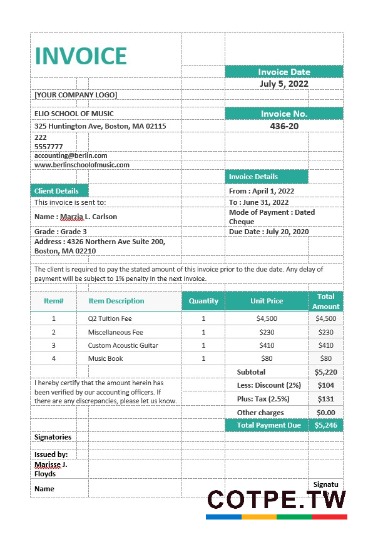 INVOICE
Invoice Date
July 5, 2022
[YOUR COMPANY LOGO]
ELIO SCHOOL OF MUSIC
Invoice No.
325 Huntington Ave, Boston, MA 02115
436-20
222
5557777
accounting@berlin.com
www.berlinschoolofmusic.com
Invoice Details
Client Details
From : April 1, 2022
This invoice is sent to:
To : June 31, 2022
Name : Marzia L. Carlson
Mode of Payment : Dated
Cheque
Grade : Grade 3
Due Date : July 20, 2020
Address : 4326 Northern Ave Suite 200,
Boston, MA 02210
The client is required to pay the stated amount of this invoice prior to the due date. Any delay of
payment will be subject to 1% penalty in the next invoice.
Item# Item Description Quantity Unit Price Total Amount
1 Q2 Tuition Fee 1 $4,500 $4,500
2 Miscellaneous Fee 1 $230 $230
3 Custom Acoustic Guitar 1 $410 $410
4 Music Book 1 $80 $80
Subtotal $5,220
I hereby certify that the amount herein has
been verified by our accounting officers. If
there are any discrepancies, please let us know.
Less: Discount (2%) $104
Plus: Tax (2.5%) $131
Other charges $0.00
Total Payment Due $5,246
Signatories
Issued by:
Marisse J.
Floyds
Name
Signatu
COTPE.TW